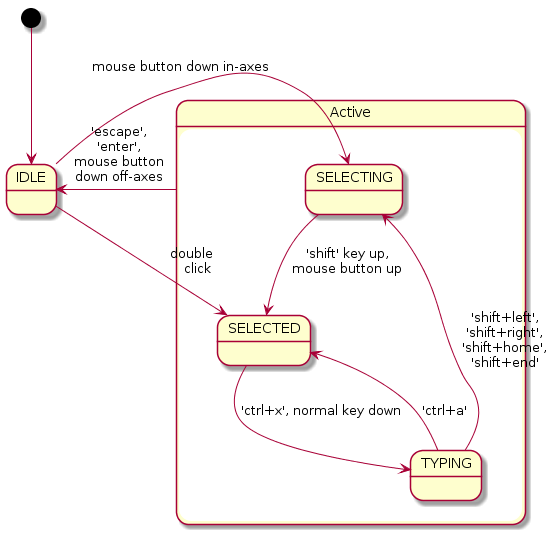 mouse button down in-axes
Active
'escape',
'enter',
mouse button
down off-axes
IDLE
SELECTING
double
click
'shift' key up,
mouse button up
SELECTED
'shift+left',
'shift+right',
'shift+home',
'shift+end'
'ctrl+x', normal key down
'ctrl+a'
TYPING